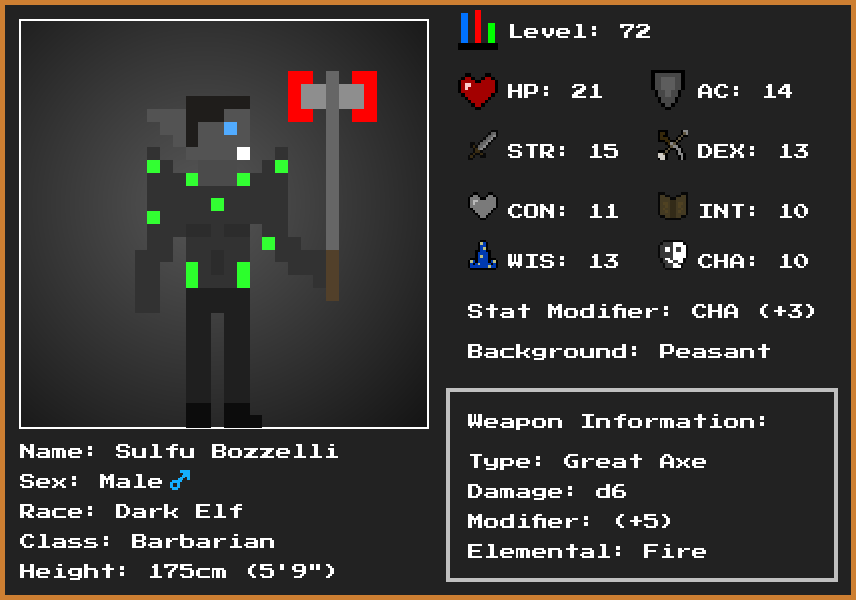 Level: 72
HP: 21
AC: 14
STR: 15
DEX: 13
CON: 11
INT: 10
WIS: 13
CHA: 10
Stat Modifier: CHA (+3)
Background: Peasant
Weapon Information:
Type: Great Axe
Damage: d6
Modifier: (+5)
Elemental: Fire
Name: Sulfu Bozzelli
Sex: Male♂
Race: Dark Elf
Class: Barbarian
Height: 175cm (5'9")